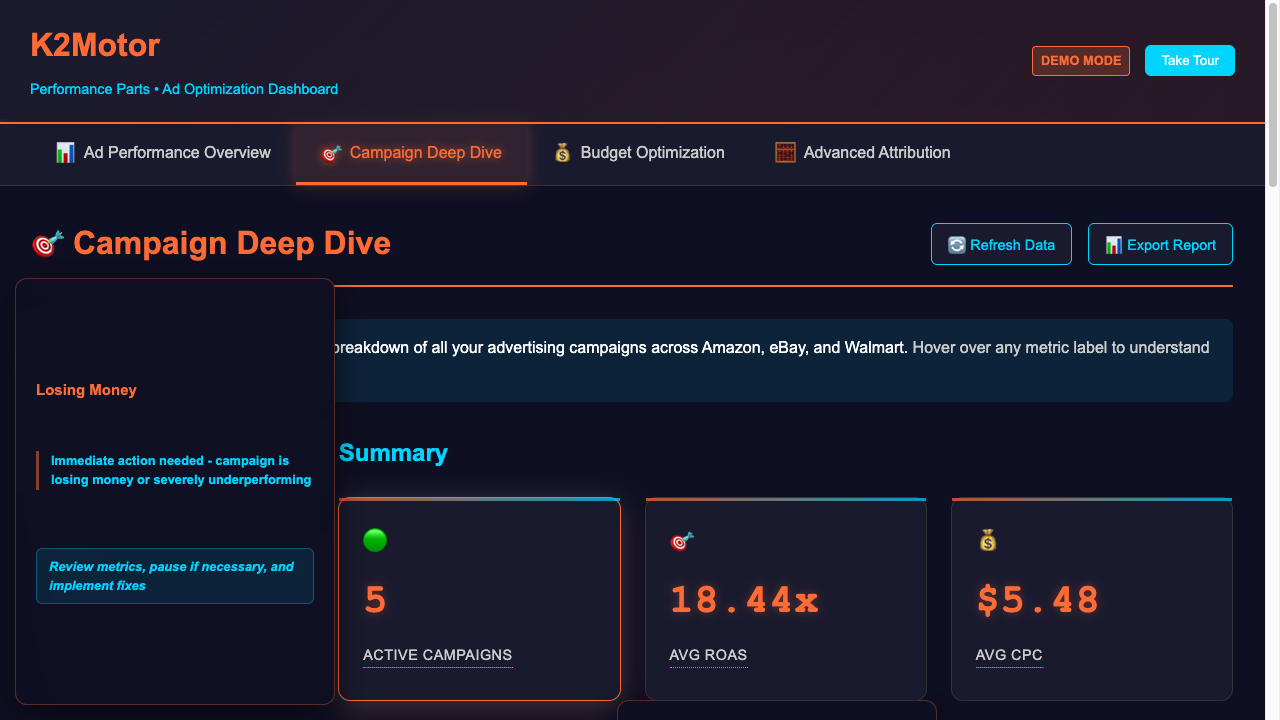 K2Motor
Performance Parts • Ad Optimization Dashboard
DEMO MODE
Take Tour
Ad Performance Overview
Campaign Deep Dive
Budget Optimization
Advanced Attribution
Campaign Deep Dive
Refresh Data
Export Report
breakdown of all your advertising campaigns across Amazon, eBay, and Walmart. Hover over any metric label to understand
Losing Money
Immediate action needed - campaign is
losing money or severely underperforming
Review metrics, pause if necessary, and
implement fixes
Summary
5
ACTIVE CAMPAIGNS
18.44x
AVG ROAS
$5.48
AVG CPC